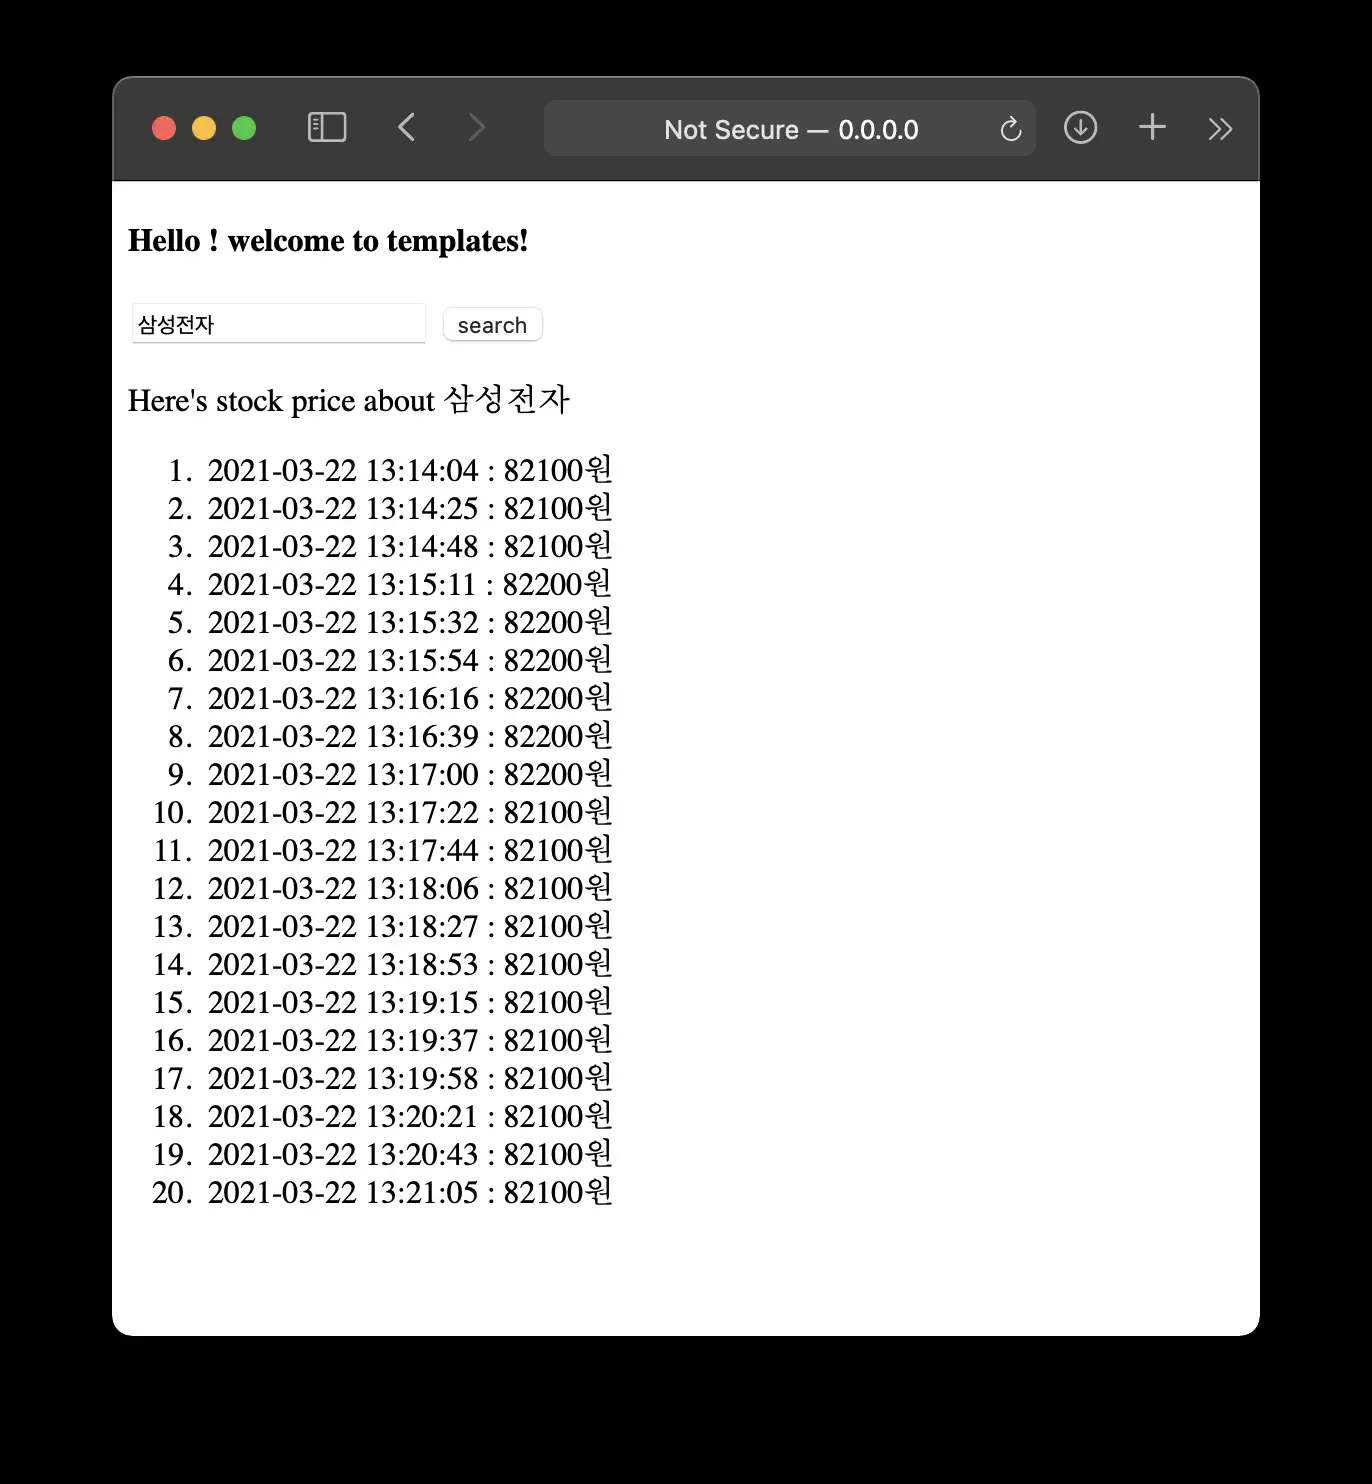 Not Secure — 0.0.0.0
Hello ! welcome to templates!
삼성전자 search
Here's stock price about 삼성전자
1. 2021-03-22 13:14:04 : 82100원
2. 2021-03-22 13:14:25 : 82100원
3. 2021-03-22 13:14:48 : 82100원
4. 2021-03-22 13:15:11 : 82200원
5. 2021-03-22 13:15:32 : 82200원
6. 2021-03-22 13:15:54 : 82200원
7. 2021-03-22 13:16:16 : 82200원
8. 2021-03-22 13:16:39 : 82200원
9. 2021-03-22 13:17:00 : 82200원
10. 2021-03-22 13:17:22 : 82100원
11. 2021-03-22 13:17:44 : 82100원
12. 2021-03-22 13:18:06 : 82100원
13. 2021-03-22 13:18:27 : 82100원
14. 2021-03-22 13:18:53 : 82100원
15. 2021-03-22 13:19:15 : 82100원
16. 2021-03-22 13:19:37 : 82100원
17. 2021-03-22 13:19:58 : 82100원
18. 2021-03-22 13:20:21 : 82100원
19. 2021-03-22 13:20:43 : 82100원
20. 2021-03-22 13:21:05 : 82100원